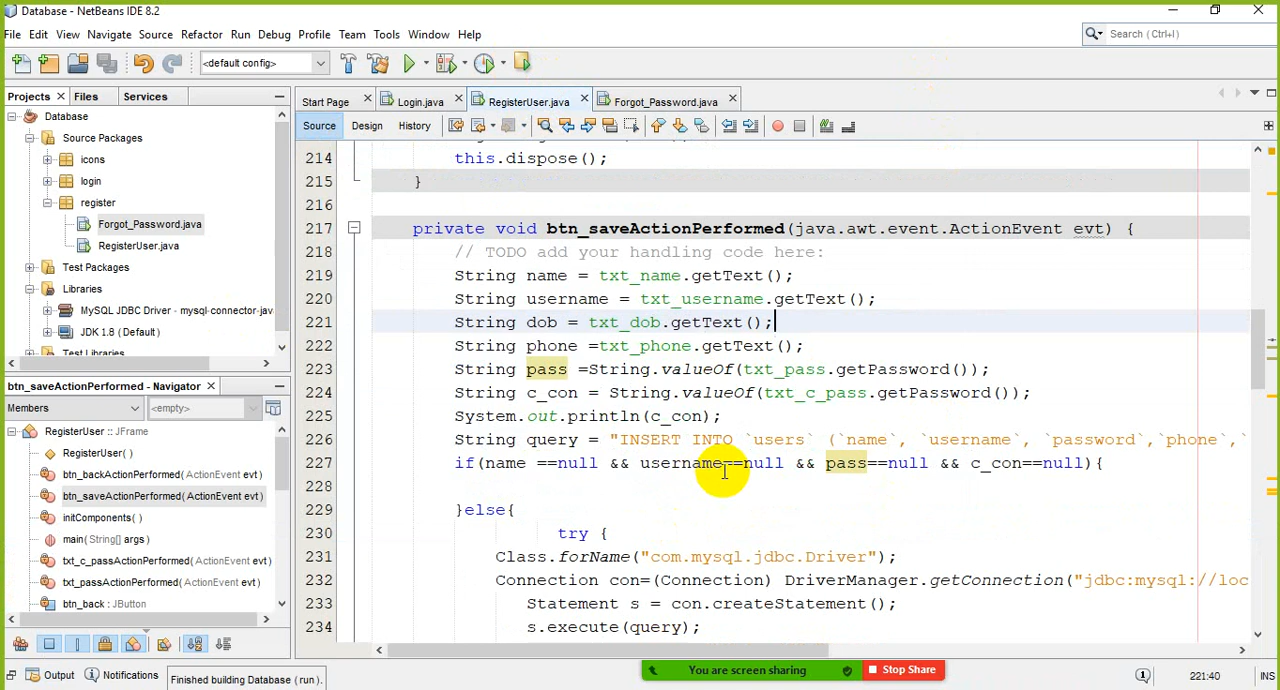 Database - NetBeans IDE 8.2
File Edit View Navigate Source Refactor Run Debug Profile Team Tools Window Help
Search (Ctrl+I)
<default config>
Projects Files Services
Start Page Login.java RegisterUser.java Forgot_Password.java
Source Design History
Database
Source Packages
icons
login
register
Forgot_Password.java
RegisterUser.java
Test Packages
Libraries
MySQL JDBC Driver - mysql-connector-jav
JDK 1.8 (Default)
Test Libraries
214 this.dispose();
215 }
216
217 private void btn_saveActionPerformed(java.awt.event.ActionEvent evt) {
218 // TODO add your handling code here:
219 String name = txt_name.getText();
220 String username = txt_username.getText();
221 String dob = txt_dob.getText();
222 String phone =txt_phone.getText();
223 String pass =String.valueOf(txt_pass.getPassword());
224 String c_con = String.valueOf(txt_c_pass.getPassword());
225 System.out.println(c_con);
226 String query = "INSERT INTO `users` (`name`, `username`, `password`,`phone`,`
227 if(name ==null && username==null && pass==null && c_con==null){
228
229 }else{
230 try {
231 Class.forName("com.mysql.jdbc.Driver");
232 Connection con=(Connection) DriverManager.getConnection("jdbc:mysql://loc
233 Statement s = con.createStatement();
234 s.execute(query);
btn_saveActionPerformed - Navigator
Members <empty>
RegisterUser :: JFrame
RegisterUser( )
btn_backActionPerformed( ActionEvent evt)
btn_saveActionPerformed( ActionEvent evt)
initComponents( )
main( String[] args )
txt_c_passActionPerformed( ActionEvent evt)
txt_passActionPerformed( ActionEvent evt)
btn_back : JButton
You are screen sharing Stop Share
Output Notifications Finished building Database (run).
221:40 INS